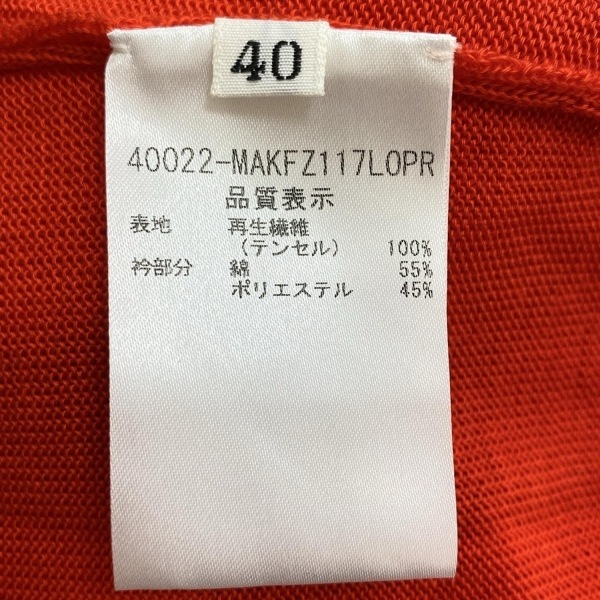 40
40022-MAKFZ117LOPR
品質表示
表地 再生繊維
(テンセル) 100%
衿部分 綿 55%
ポリエステル 45%